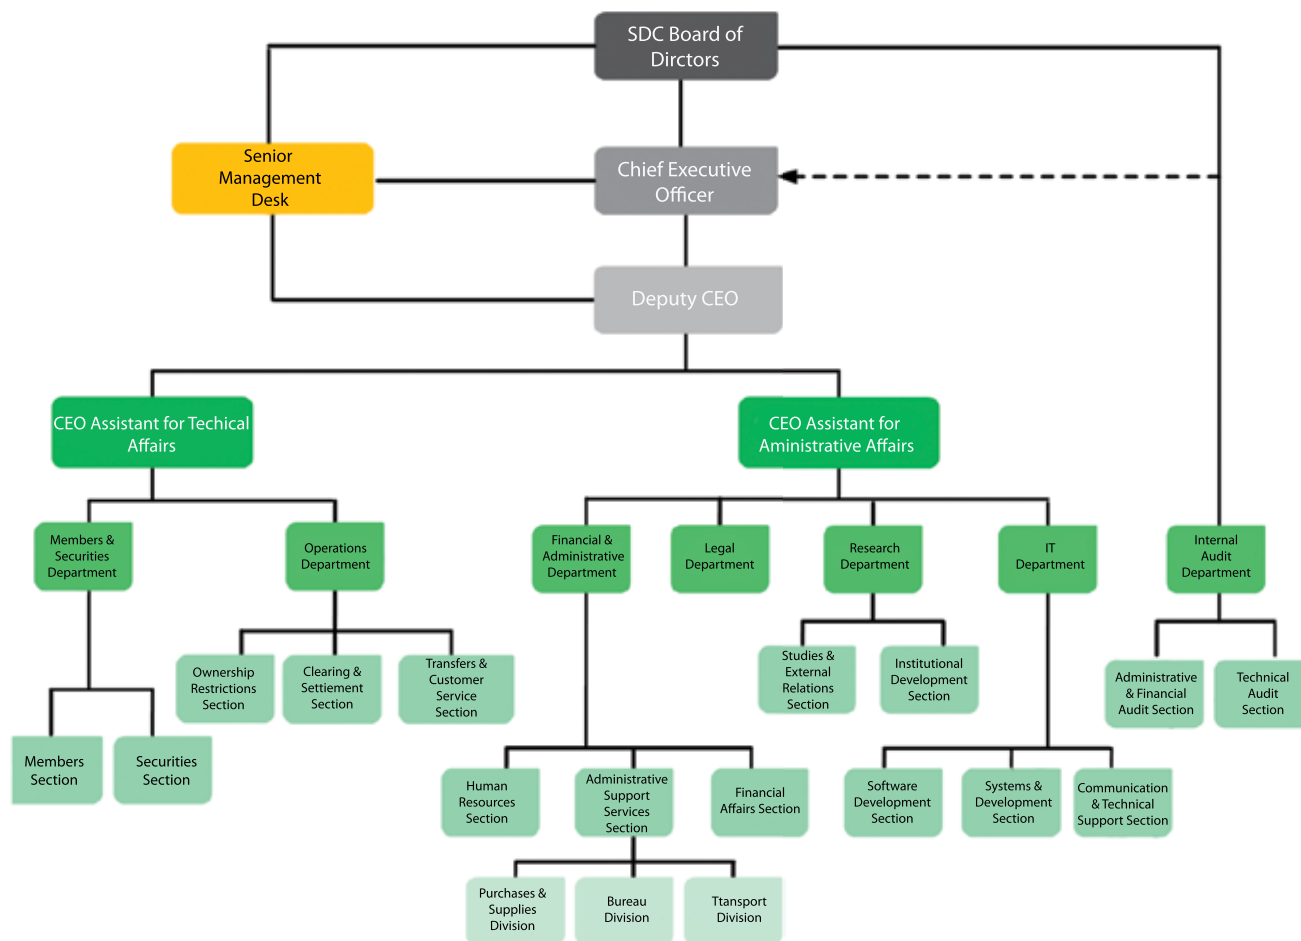 SDC Board of
Dirctors
Senior
Management
Desk
Chief Executive
Officer
Deputy CEO
CEO Assistant for Techical
Affairs
CEO Assistant for
Aministrative Affairs
Members &
Securities
Department
Operations
Department
Financial &
Administrative
Department
Legal
Department
Research
Department
IT
Department
Internal
Audit
Department
Ownership
Restrictions
Section
Clearing &
Settlement
Section
Transfers &
Customer
Service
Section
Studies &
External
Relations
Section
Institutional
Development
Section
Administrative
& Financial
Audit Section
Technical
Audit
Section
Members
Section
Securities
Section
Human
Resources
Section
Administrative
Support
Services
Section
Financial
Affairs Section
Software
Development
Section
Systems &
Development
Section
Communication
& Technical
Support Section
Purchases &
Supplies
Division
Bureau
Division
Ttansport
Division